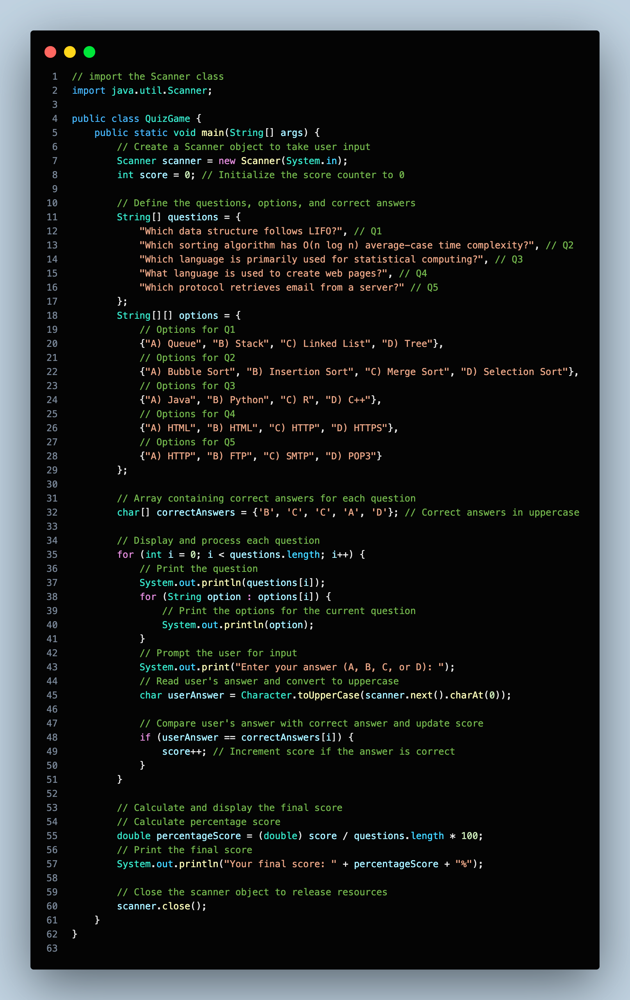 1 // import the Scanner class
2 import java.util.Scanner;
3
4 public class QuizGame {
5     public static void main(String[] args) {
6         // Create a Scanner object to take user input
7         Scanner scanner = new Scanner(System.in);
8         int score = 0; // Initialize the score counter to 0
9
10         // Define the questions, options, and correct answers
11         String[] questions = {
12             "Which data structure follows LIFO?", // Q1
13             "Which sorting algorithm has O(n log n) average-case time complexity?", // Q2
14             "Which language is primarily used for statistical computing?", // Q3
15             "What language is used to create web pages?", // Q4
16             "Which protocol retrieves email from a server?" // Q5
17         };
18         String[][] options = {
19             // Options for Q1
20             {"A) Queue", "B) Stack", "C) Linked List", "D) Tree"},
21             // Options for Q2
22             {"A) Bubble Sort", "B) Insertion Sort", "C) Merge Sort", "D) Selection Sort"},
23             // Options for Q3
24             {"A) Java", "B) Python", "C) R", "D) C++"},
25             // Options for Q4
26             {"A) HTML", "B) HTML", "C) HTTP", "D) HTTPS"},
27             // Options for Q5
28             {"A) HTTP", "B) FTP", "C) SMTP", "D) POP3"}
29         };
30
31         // Array containing correct answers for each question
32         char[] correctAnswers = {'B', 'C', 'C', 'A', 'D'}; // Correct answers in uppercase
33
34         // Display and process each question
35         for (int i = 0; i < questions.length; i++) {
36             // Print the question
37             System.out.println(questions[i]);
38             for (String option : options[i]) {
39                 // Print the options for the current question
40                 System.out.println(option);
41             }
42             // Prompt the user for input
43             System.out.print("Enter your answer (A, B, C, or D): ");
44             // Read user's answer and convert to uppercase
45             char userAnswer = Character.toUpperCase(scanner.next().charAt(0));
46
47             // Compare user's answer with correct answer and update score
48             if (userAnswer == correctAnswers[i]) {
49                 score++; // Increment score if the answer is correct
50             }
51         }
52
53         // Calculate and display the final score
54         // Calculate percentage score
55         double percentageScore = (double) score / questions.length * 100;
56         // Print the final score
57         System.out.println("Your final score: " + percentageScore + "%");
58
59         // Close the scanner object to release resources
60         scanner.close();
61     }
62 }
63